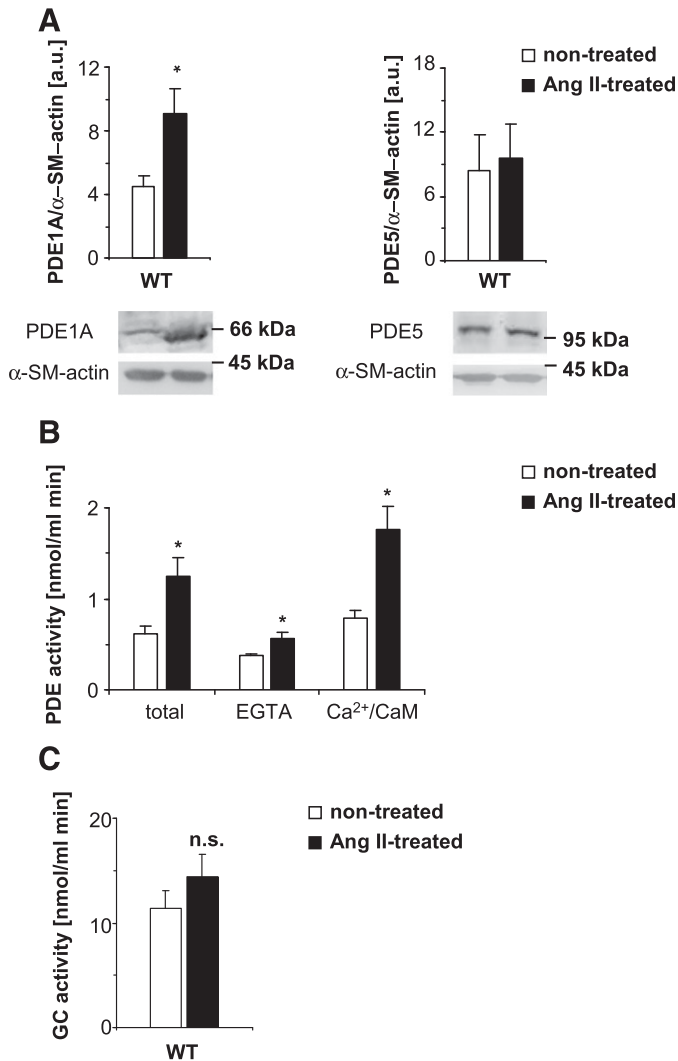 A
PDE1A/α–SM–actin [a.u.]
12
8
4
0
*
WT
PDE5/α–SM–actin [a.u.]
18
12
6
0
WT
non-treated
Ang II-treated
PDE1A
66 kDa
α-SM-actin
45 kDa
PDE5
95 kDa
α-SM-actin
45 kDa
B
PDE activity [nmol/ml min]
2
1
0
*
*
*
total
EGTA
Ca²⁺/CaM
non-treated
Ang II-treated
C
GC activity [nmol/ml min]
20
10
0
n.s.
WT
non-treated
Ang II-treated